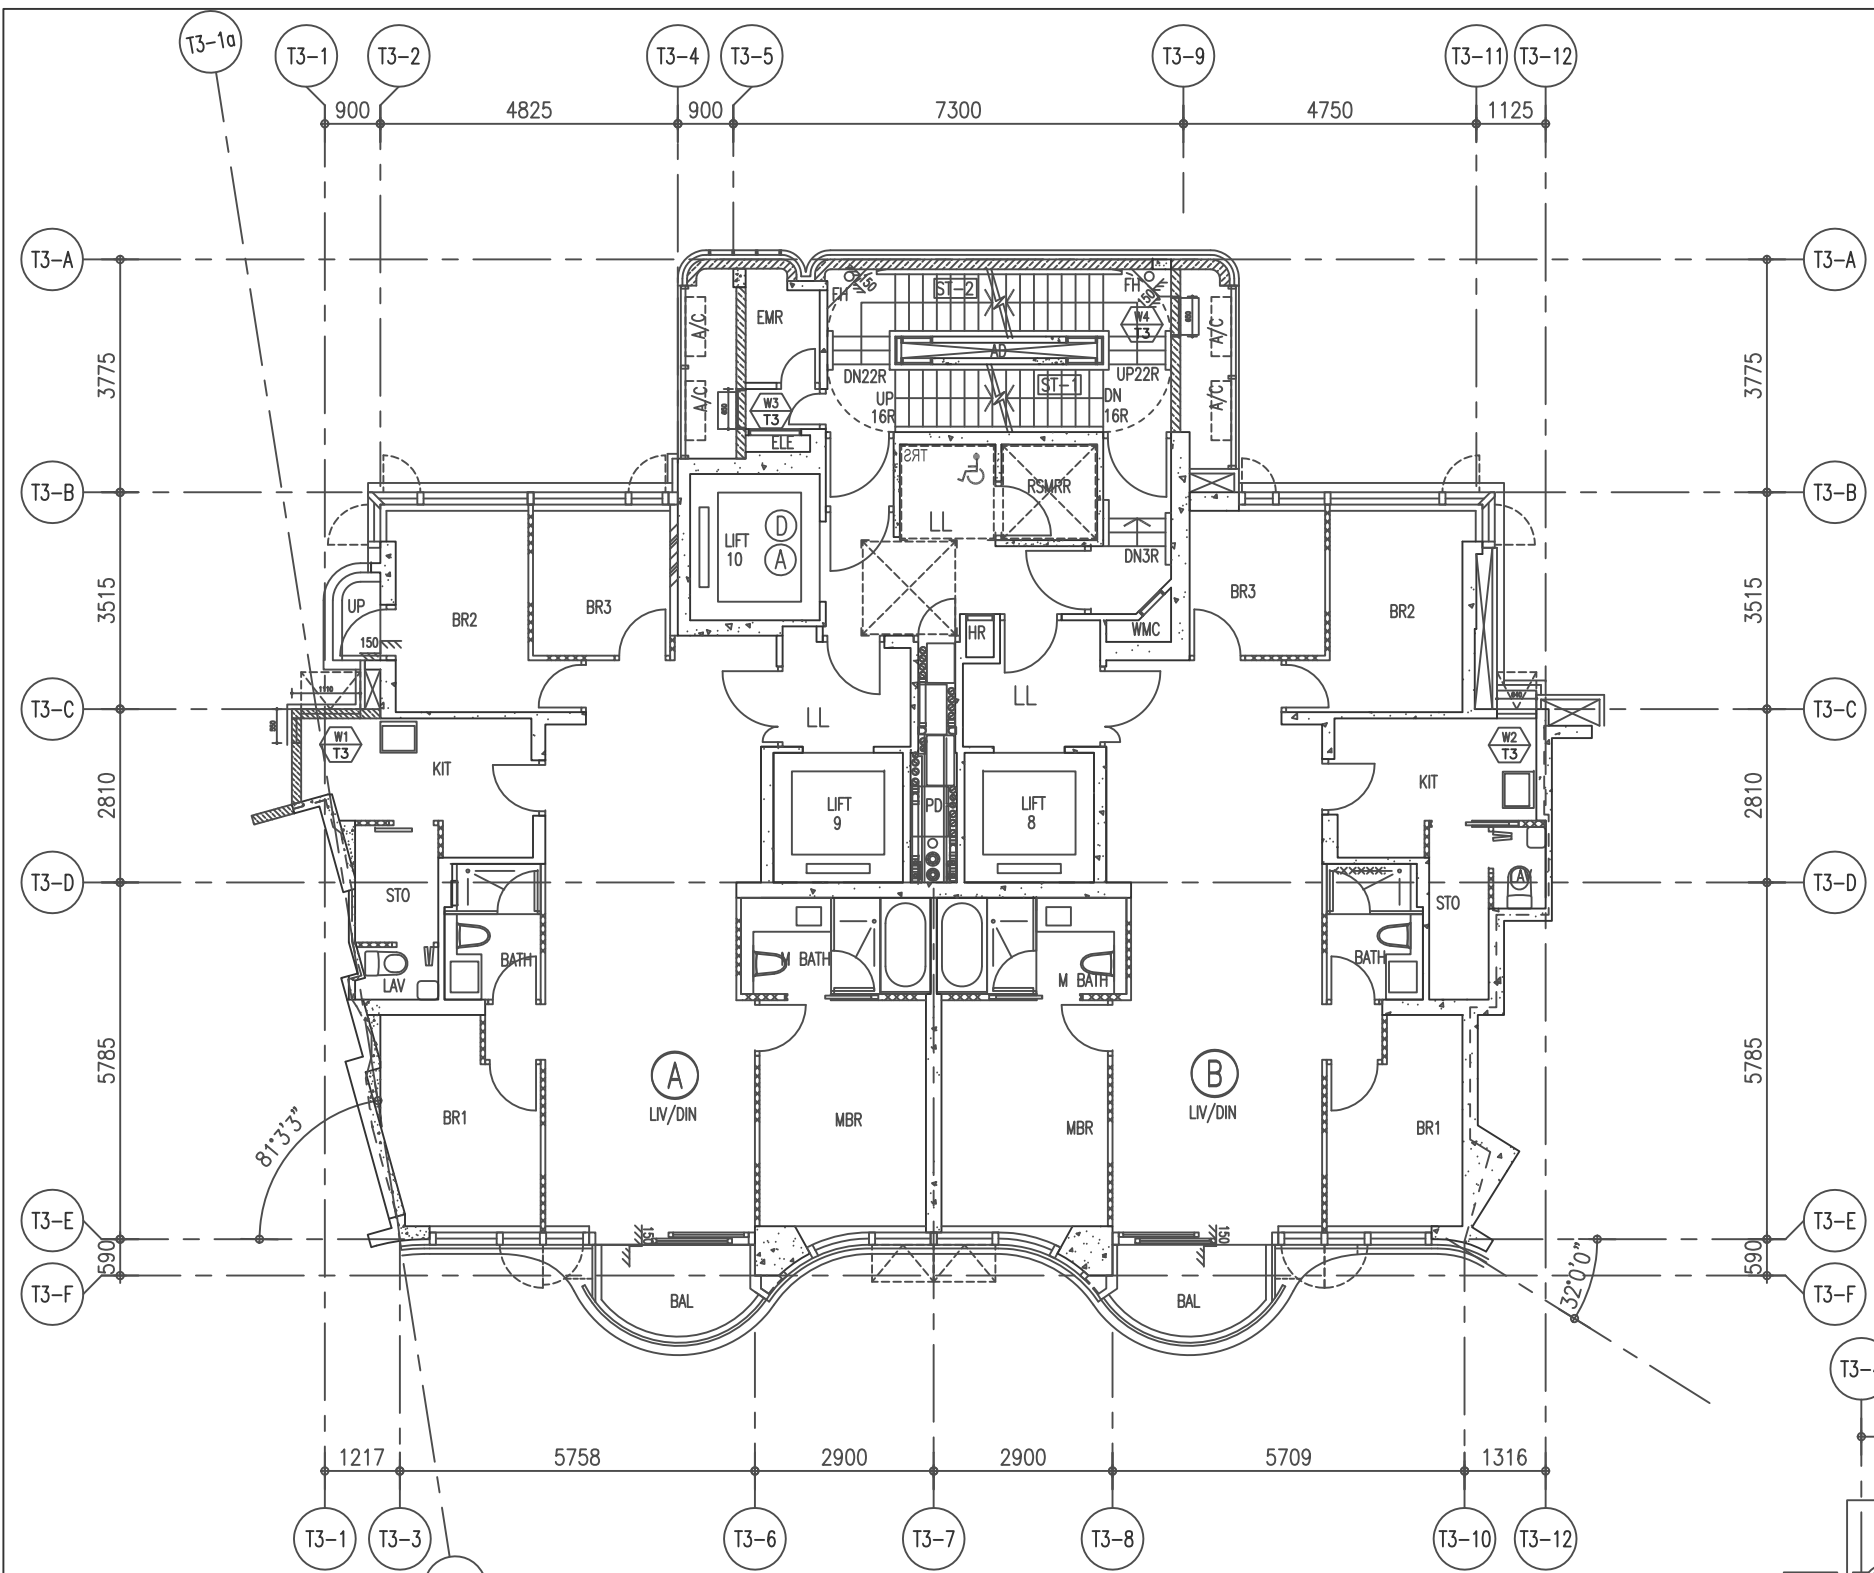 T3-1a
T3-1
T3-2
T3-4
T3-5
T3-9
T3-11
T3-12
900
4825
900
7300
4750
1125
T3-A
T3-A
FH
150
ST-2
FH
150
EMR
W4
T3
650
A/C
A/C
AD
3775
3775
DN22R
ST-1
UP22R
A/C
650
W3
T3
UP
16R
DN
16R
A/C
ELE
TRS
T3-B
T3-B
RSMRR
LL
LIFT
10
D
A
DN3R
3515
UP
BR2
BR3
BR3
BR2
3515
HR
WMC
150
1110
LL
LL
T3-C
T3-C
550
W1
T3
W2
T3
KIT
KIT
2810
LIFT
9
PD
LIFT
8
2810
T3-D
STO
STO
T3-D
BATH
M BATH
M BATH
BATH
LAV
5785
A
B
5785
BR1
LIV/DIN
MBR
MBR
LIV/DIN
BR1
81°3'3"
T3-E
150
150
T3-E
590
590
32°0'0"
T3-F
BAL
BAL
T3-F
1217
5758
2900
2900
5709
1316
T3-1
T3-3
T3-6
T3-7
T3-8
T3-10
T3-12